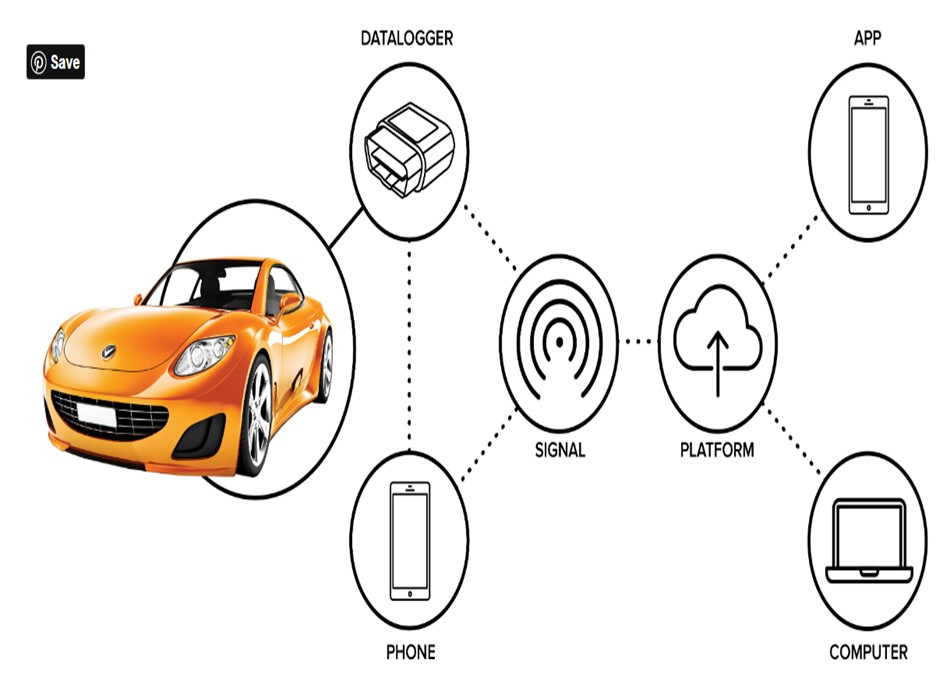 DATALOGGER
APP
Save
SIGNAL
PLATFORM
PHONE
COMPUTER